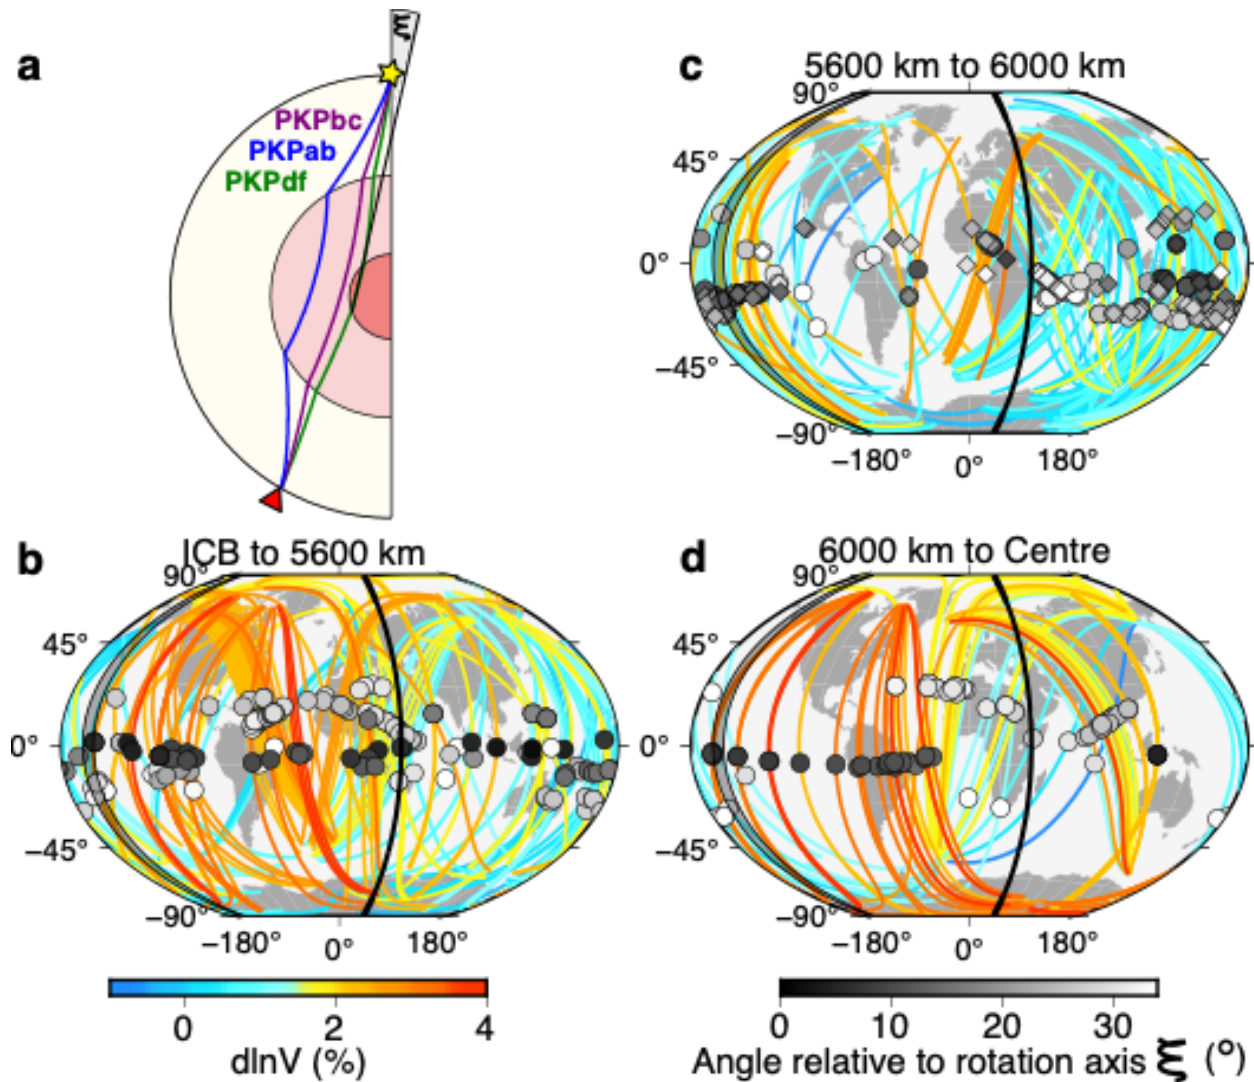 a
ξ
PKPbc
PKPab
PKPdf
c
5600 km to 6000 km
90°
45°
0°
−45°
−90°
−180°
0°
180°
b
ICB to 5600 km
90°
45°
0°
−45°
−90°
−180°
0°
180°
0
2
4
dlnV (%)
d
6000 km to Centre
90°
45°
0°
−45°
−90°
−180°
0°
180°
0
10
20
30
Angle relative to rotation axis ξ (°)